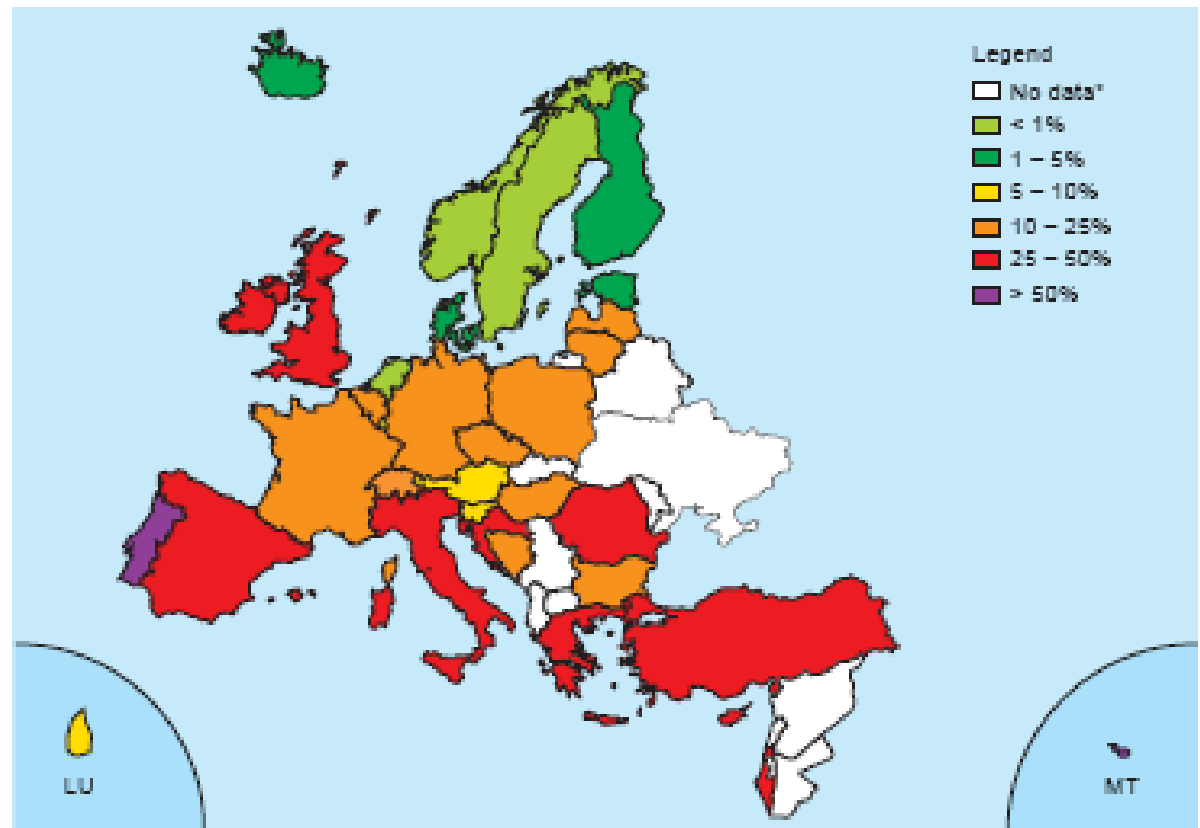 Legend
No data*
< 1%
1 – 5%
5 – 10%
10 – 25%
25 – 50%
> 50%
LU
MT